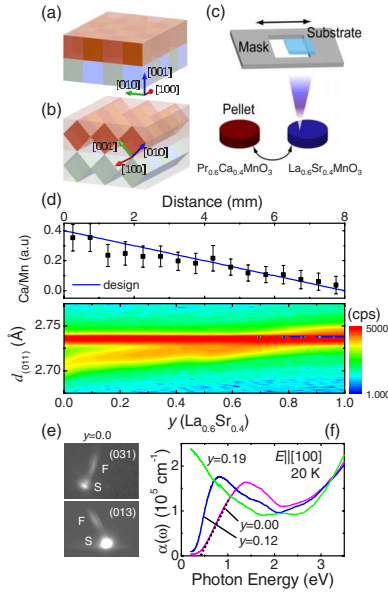 (a)
[001]
[010]
[100]
(b)
[001]
[010]
[100]
(c)
Substrate
Mask
Pellet
Pr0.6Ca0.4MnO3
La0.6Sr0.4MnO3
(d)
Distance (mm)
0 2 4 6 8
Ca/Mn (a.u)
0.4
0.2
0.0
design
d(011) (Å)
2.75
2.70
(cps)
5000
1.000
0.0 0.2 0.4 0.6 0.8 1.0
y (La0.6Sr0.4)
(e)
y=0.0
(031)
F
S
(013)
F
S
(f)
E||[100]
20 K
y=0.19
y=0.00
y=0.12
α(ω) (10^5 cm^-1)
2
1
0
0 1 2 3
Photon Energy (eV)